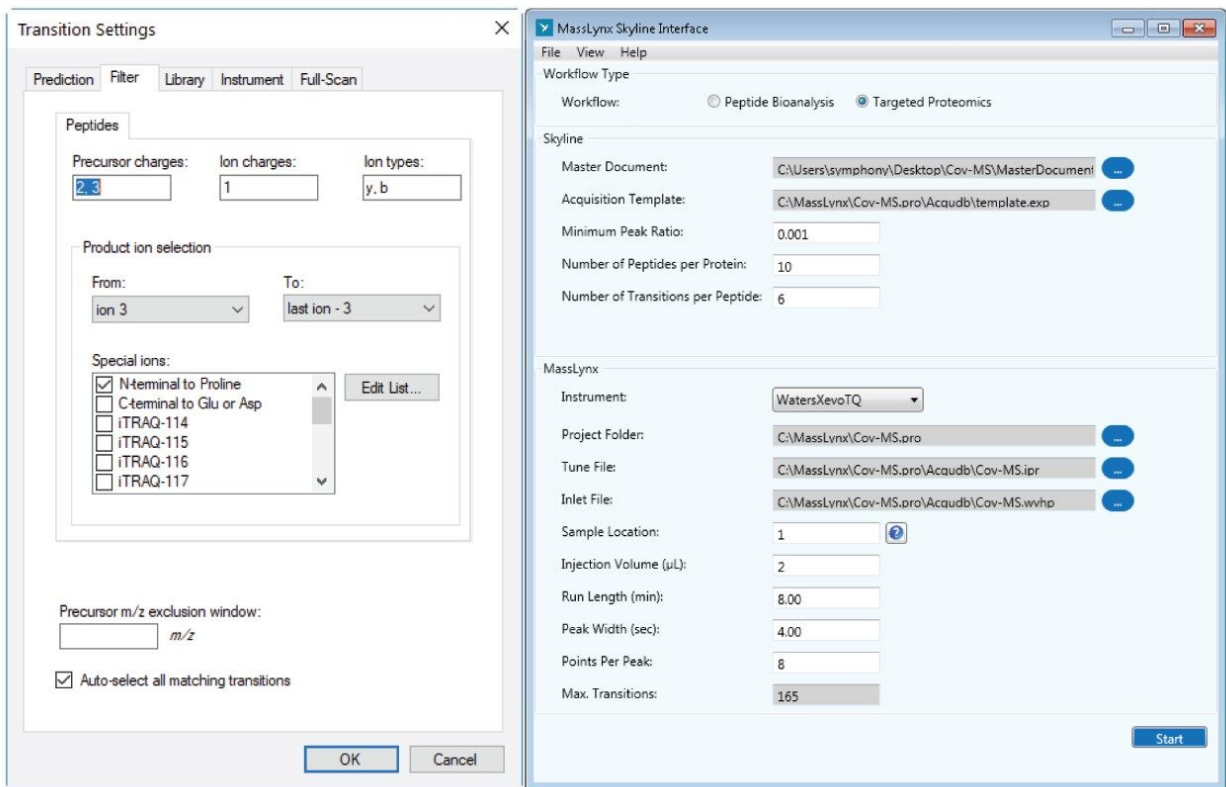 Transition Settings
Prediction Filter Library Instrument Full-Scan
Peptides
Precursor charges: Ion charges: Ion types:
2, 3 1 y, b
Product ion selection
From: To:
ion 3 last ion - 3
Special ions:
N-terminal to Proline
C-terminal to Glu or Asp
iTRAQ-114
iTRAQ-115
iTRAQ-116
iTRAQ-117
Edit List...
Precursor m/z exclusion window:
m/z
Auto-select all matching transitions
OK Cancel
MassLynx Skyline Interface
File View Help
Workflow Type
Workflow: Peptide Bioanalysis Targeted Proteomics
Skyline
Master Document: C:\Users\symphony\Desktop\Cov-MS\MasterDocument
Acquisition Template: C:\MassLynx\Cov-MS.pro\Acqudb\template.exp
Minimum Peak Ratio: 0.001
Number of Peptides per Protein: 10
Number of Transitions per Peptide: 6
MassLynx
Instrument: WatersXevoTQ
Project Folder: C:\MassLynx\Cov-MS.pro
Tune File: C:\MassLynx\Cov-MS.pro\Acqudb\Cov-MS.ipr
Inlet File: C:\MassLynx\Cov-MS.pro\Acqudb\Cov-MS.wvhp
Sample Location: 1
Injection Volume (µL): 2
Run Length (min): 8.00
Peak Width (sec): 4.00
Points Per Peak: 8
Max. Transitions: 165
Start